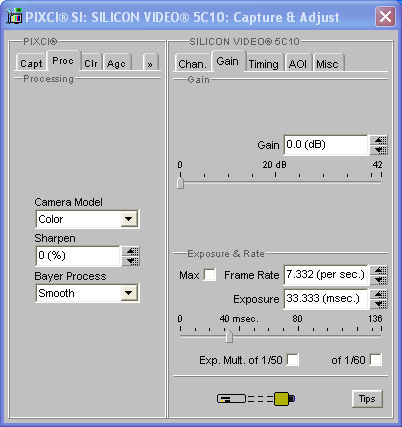 PIXCI® SI: SILICON VIDEO® 5C10: Capture & Adjust
PIXCI®
Capt Proc Clr Agc »
Processing
Camera Model
Color
Sharpen
0 (%)
Bayer Process
Smooth
SILICON VIDEO® 5C10
Chan. Gain Timing AOI Misc
Gain
Gain 0.0 (dB)
0 20 dB 42
Exposure & Rate
Max Frame Rate 7.332 (per sec.)
Exposure 33.333 (msec.)
0 40 msec. 80 136
Exp. Mult. of 1/50 of 1/60
Tips